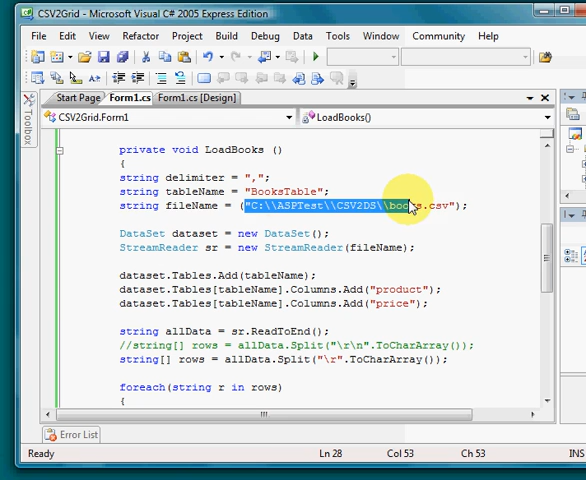 CSV2Grid - Microsoft Visual C# 2005 Express Edition
File Edit View Refactor Project Build Debug Data Tools Window Community Help
Start Page Form1.cs Form1.cs [Design]
Toolbox
CSV2Grid.Form1 LoadBooks()
private void LoadBooks ()
{
string delimiter = ",";
string tableName = "BooksTable";
string fileName = ("C:\\ASPTest\\CSV2DS\\books.csv");
DataSet dataset = new DataSet();
StreamReader sr = new StreamReader(fileName);
dataset.Tables.Add(tableName);
dataset.Tables[tableName].Columns.Add("product");
dataset.Tables[tableName].Columns.Add("price");
string allData = sr.ReadToEnd();
//string[] rows = allData.Split("\r\n".ToCharArray());
string[] rows = allData.Split("\r".ToCharArray());
foreach(string r in rows)
{
Error List
Ready Ln 28 Col 53 Ch 53 INS